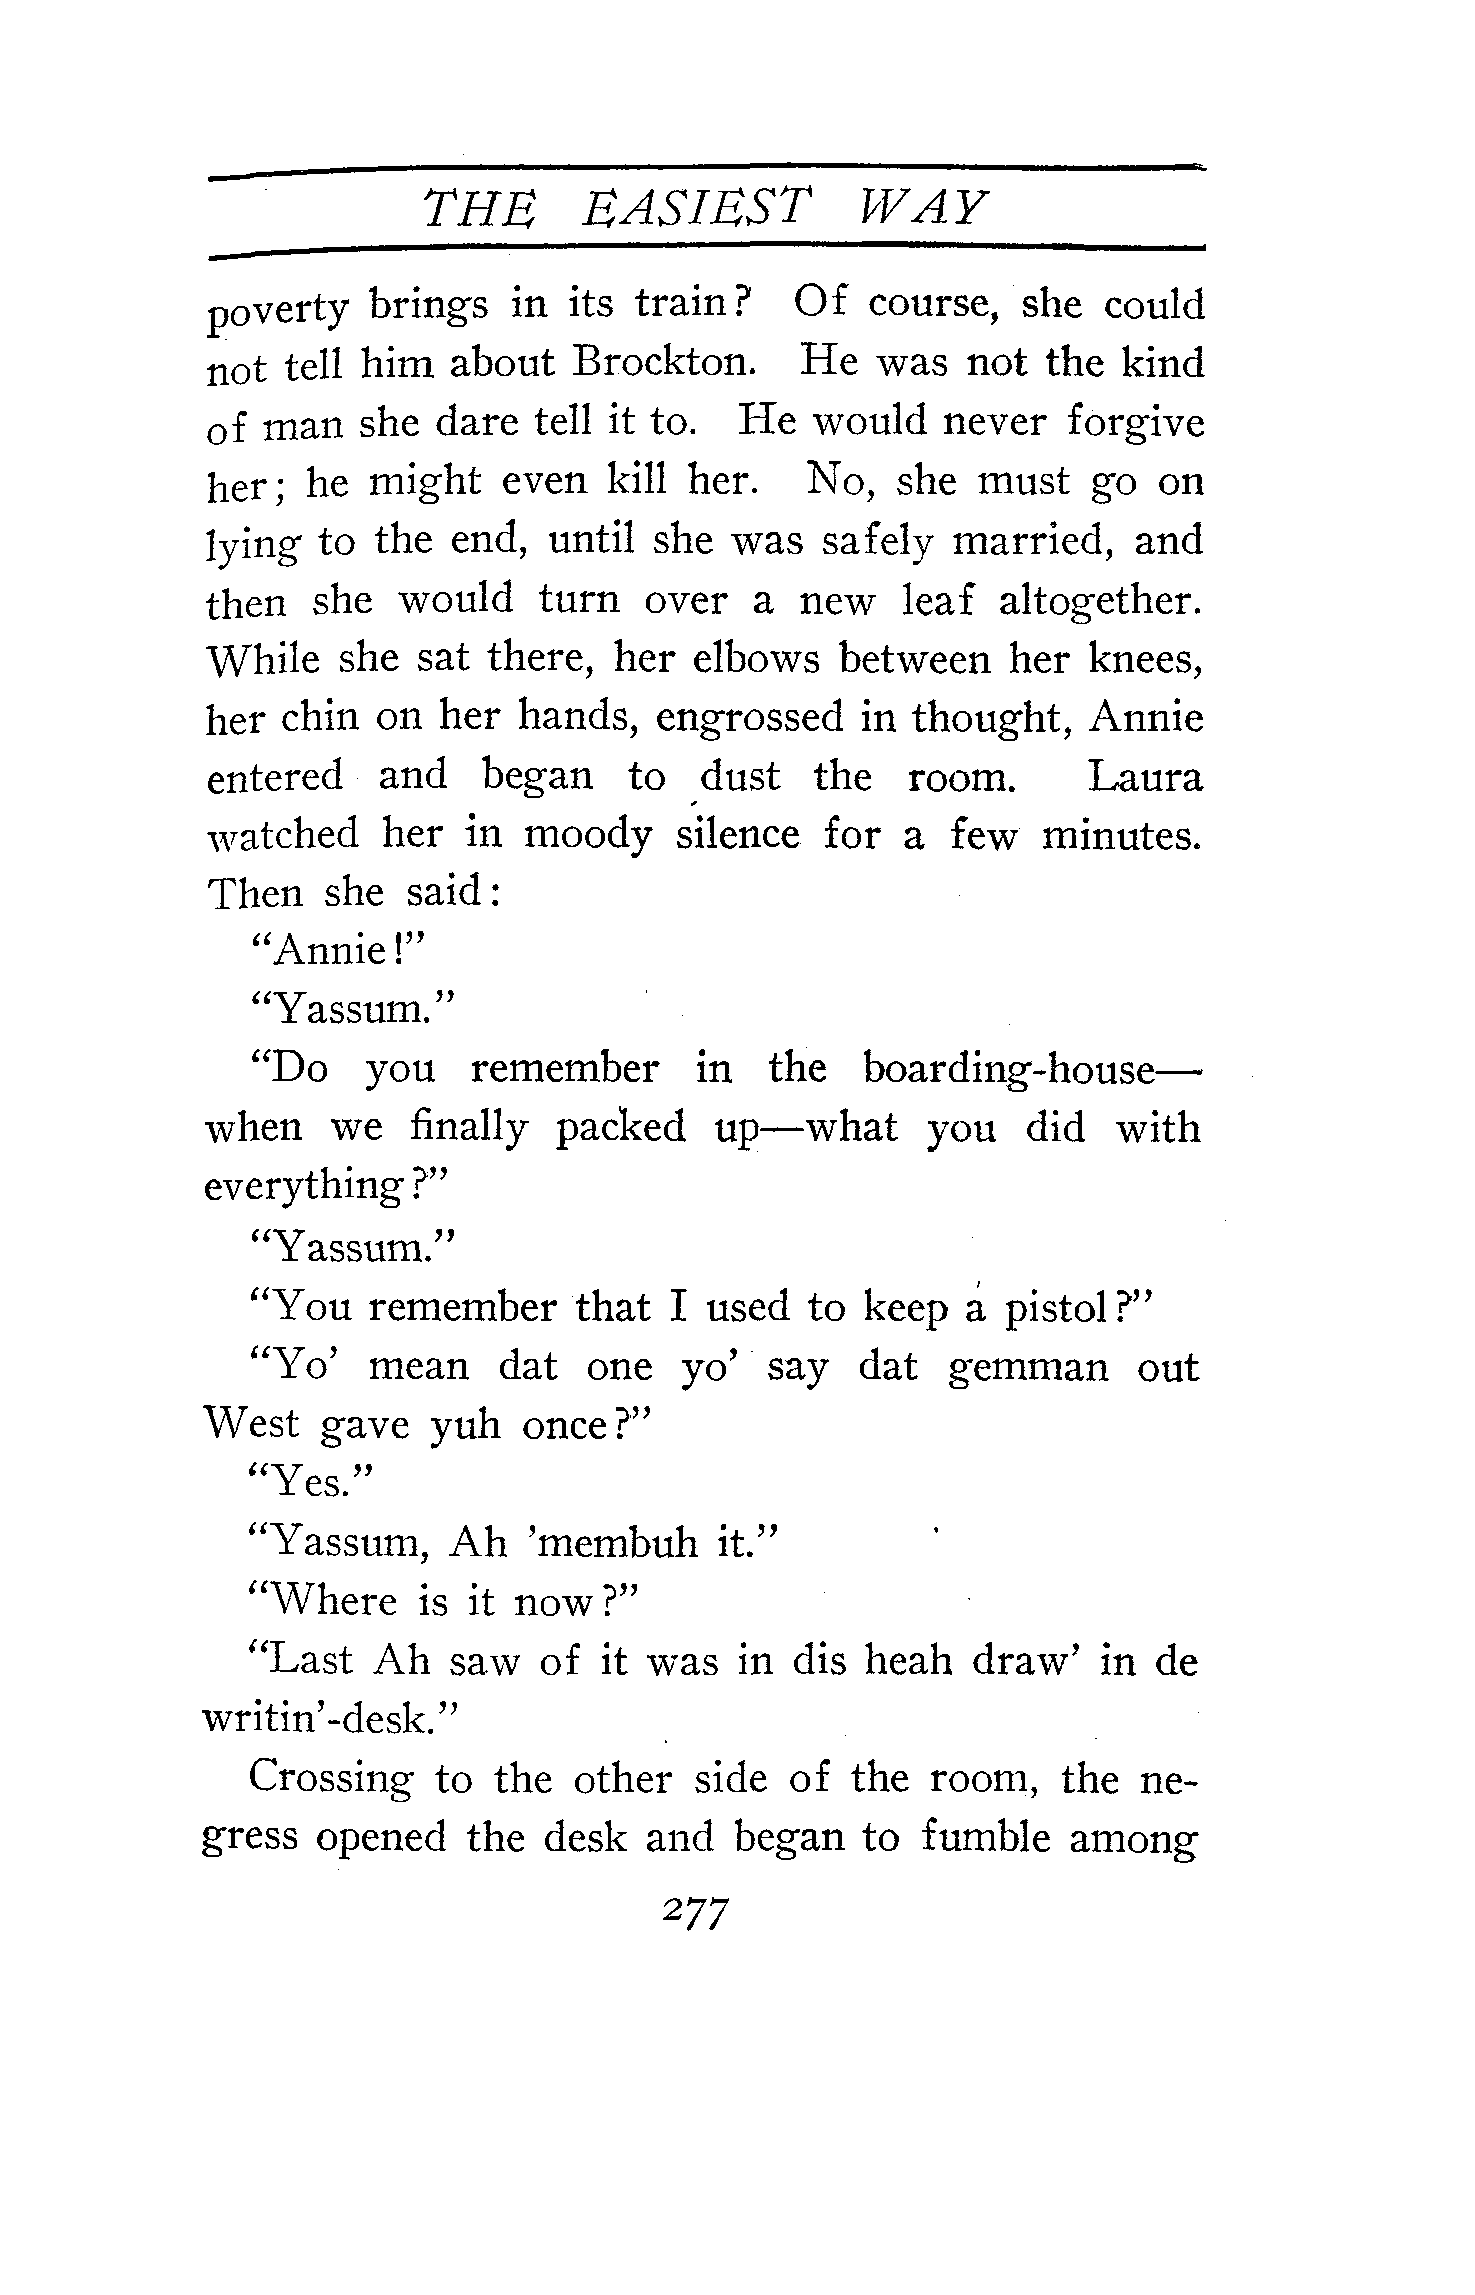 THE EASIEST WAY
poverty brings in its train? Of course, she could
not tell him about Brockton. He was not the kind
of man she dare tell it to. He would never forgive
her; he might even kill her. No, she must go on
lying to the end, until she was safely married, and
then she would turn over a new leaf altogether.
While she sat there, her elbows between her knees,
her chin on her hands, engrossed in thought, Annie
entered and began to dust the room. Laura
watched her in moody silence for a few minutes.
Then she said:
"Annie!"
"Yassum."
"Do you remember in the boarding-house—
when we finally packed up—what you did with
everything?"
"Yassum."
"You remember that I used to keep a pistol?"
"Yo' mean dat one yo' say dat gemman out
West gave yuh once?"
"Yes."
"Yassum, Ah 'membuh it."
"Where is it now?"
"Last Ah saw of it was in dis heah draw' in de
writin'-desk."
Crossing to the other side of the room, the ne-
gress opened the desk and began to fumble among
277